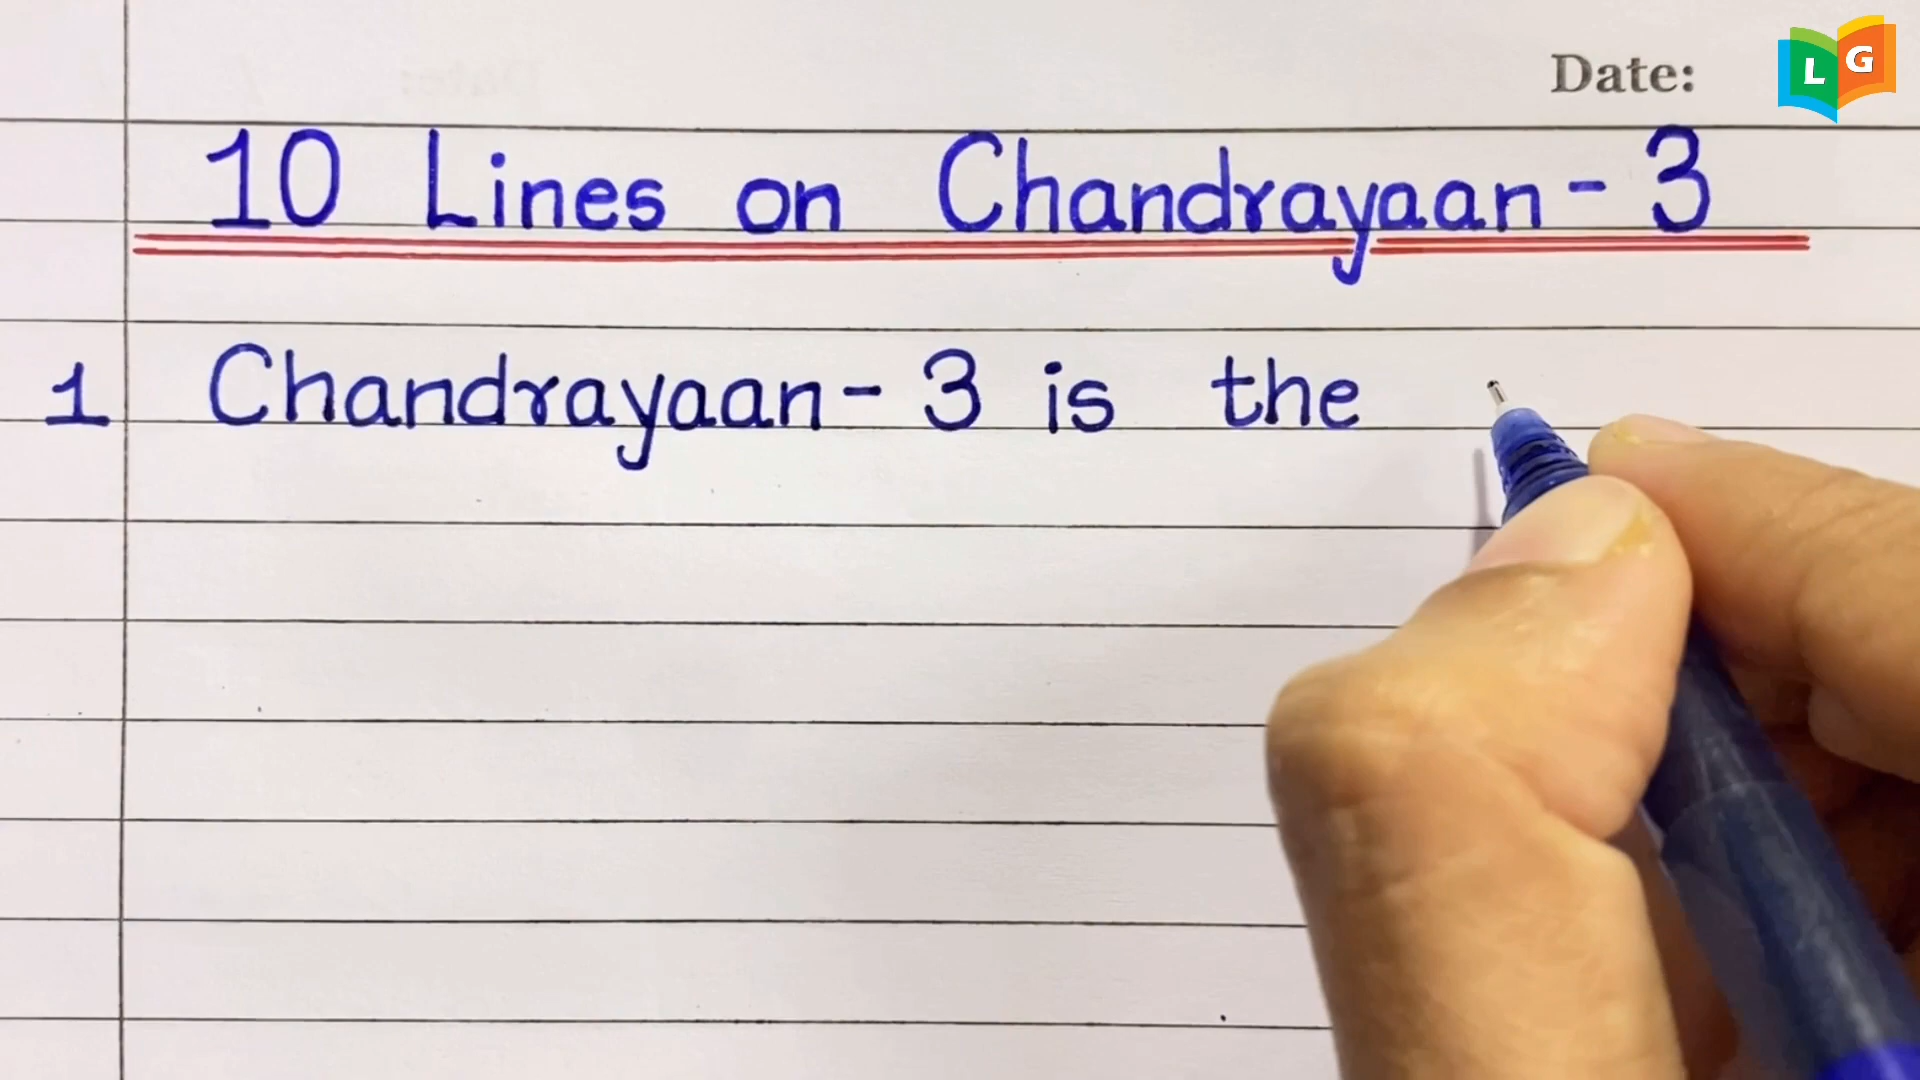 Date:
LG
10 Lines on Chandrayaan-3
1 Chandrayaan-3 is the